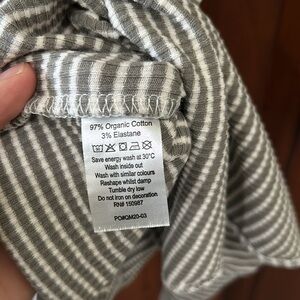 97% Organic Cotton
3% Elastane
Save energy wash at 30°C
Wash inside out
Wash with similar colours
Reshape whilst damp
Tumble dry low
Do not iron on decoration
RN# 150987
PO#QM20-03